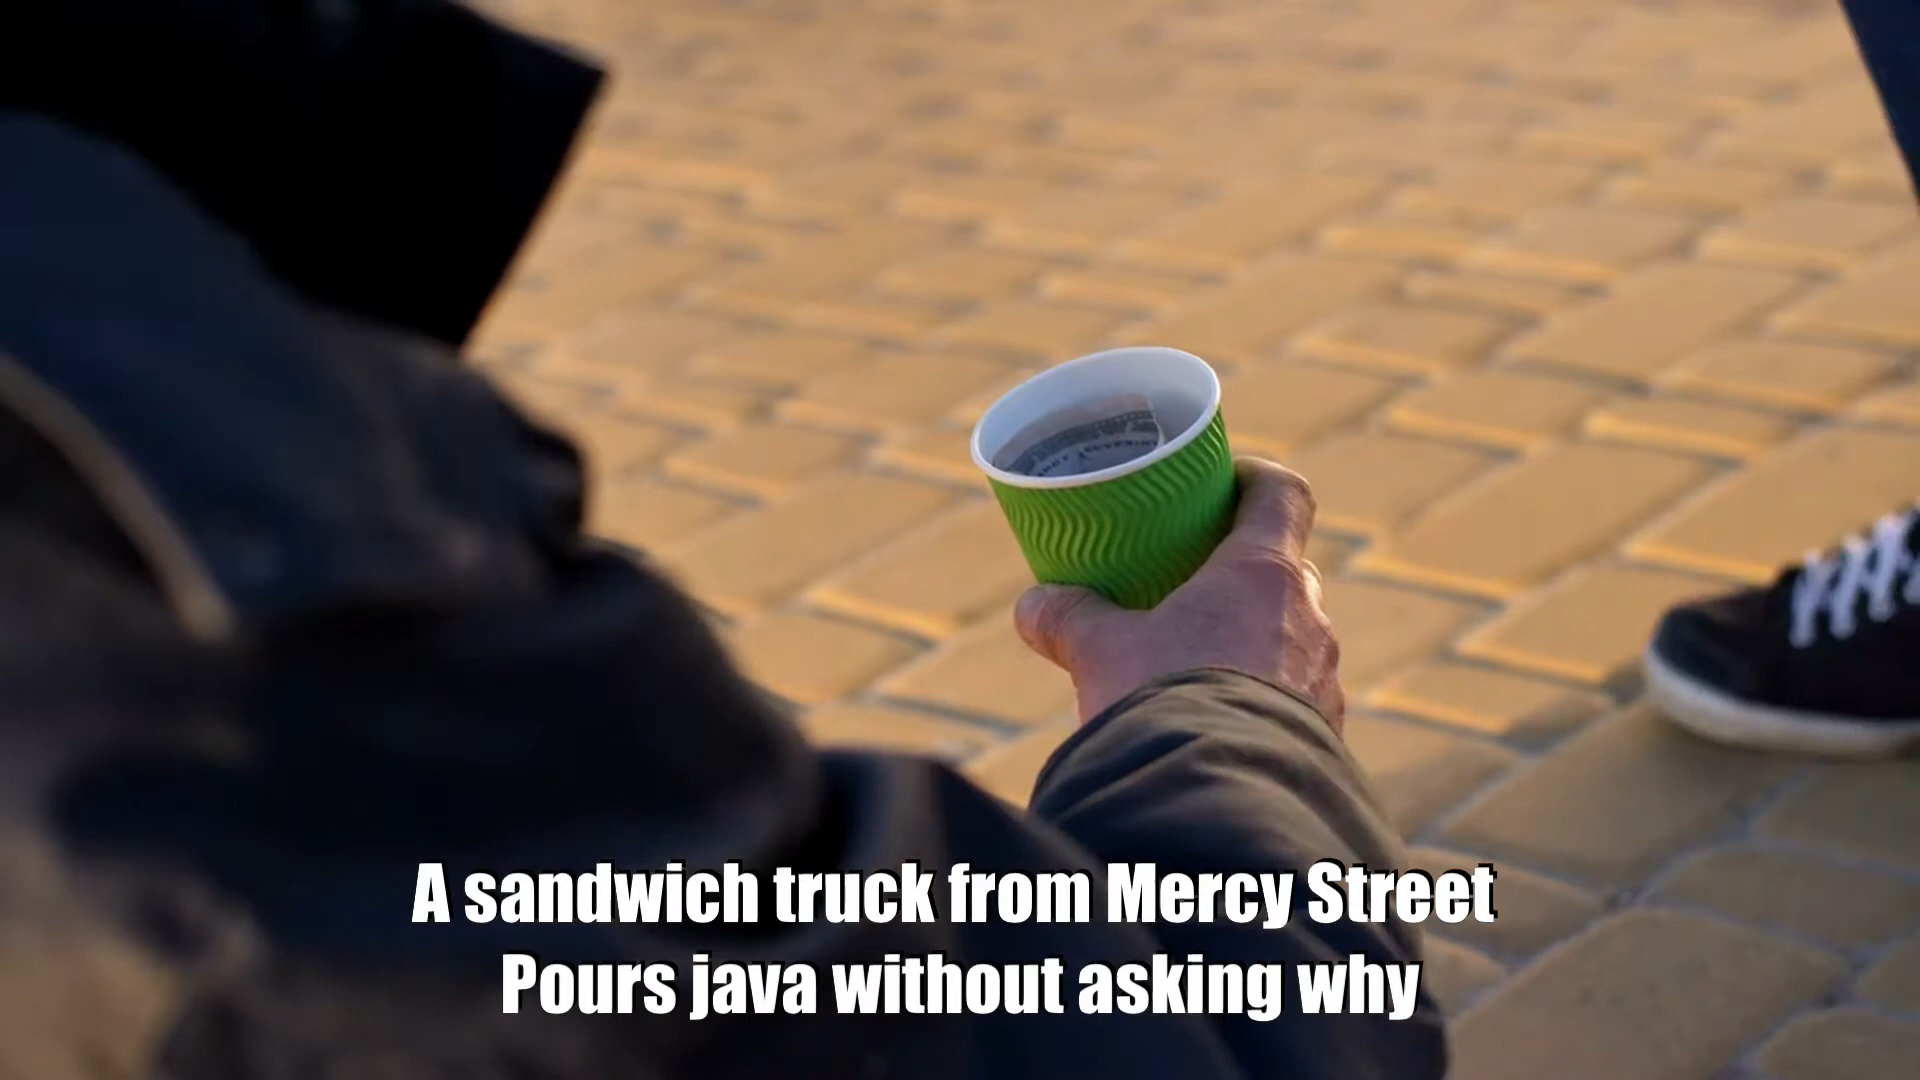 A sandwich truck from Mercy Street
Pours java without asking why